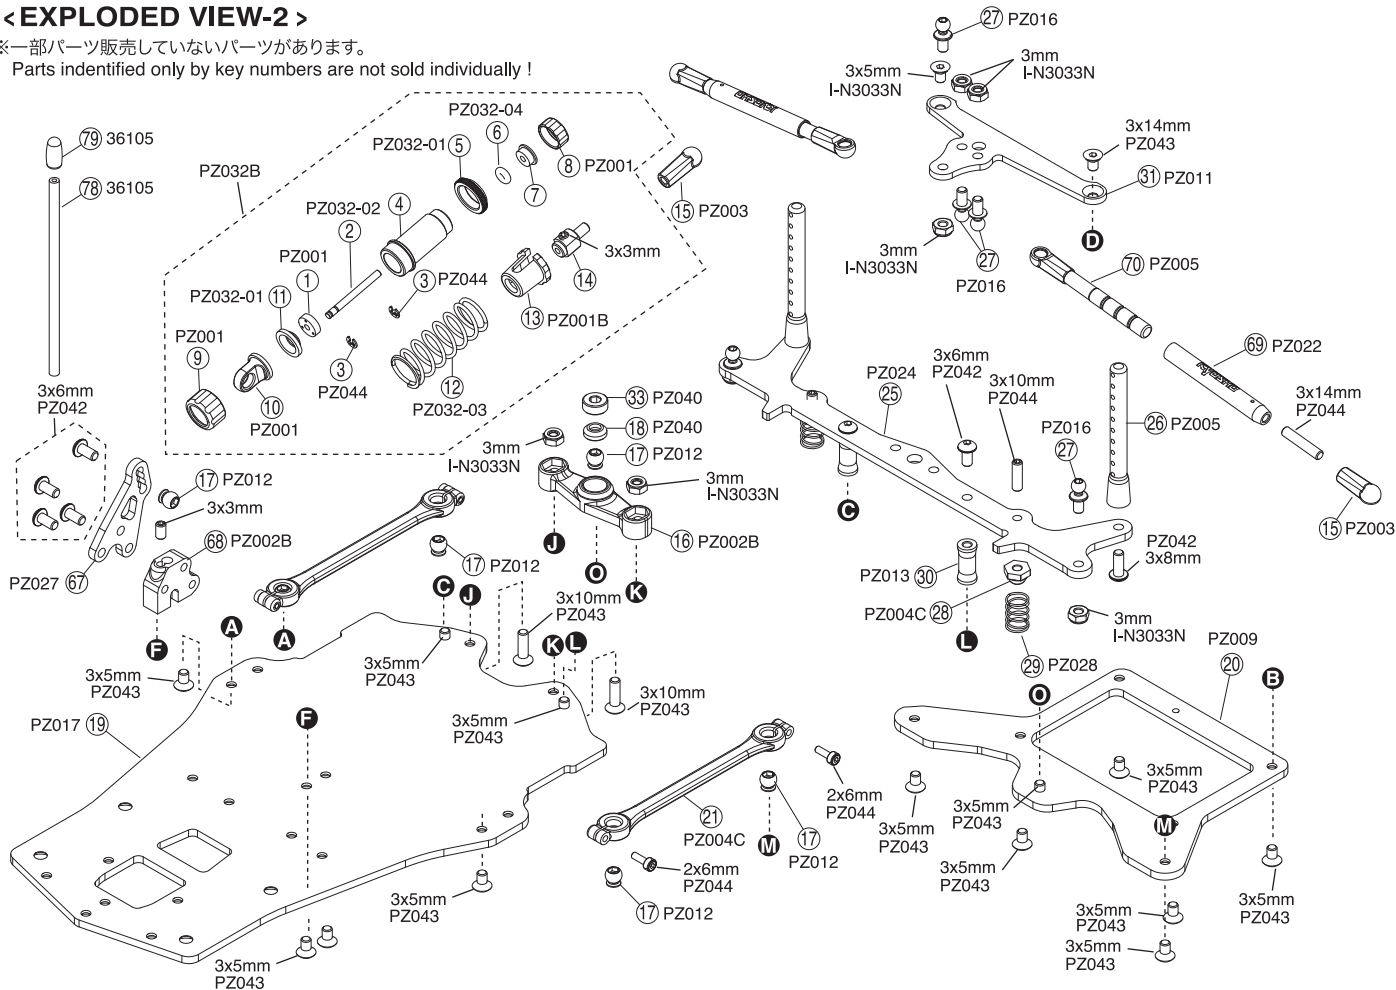 <EXPLODED VIEW-2>
※一部パーツ販売していないパーツがあります。
Parts indentified only by key numbers are not sold individually !
79 36105
78 36105
PZ032B
PZ032-04
6
PZ032-01 5
7
8 PZ001
PZ032-02
4
2
PZ001
1
PZ032-01 11
3 PZ044
3
PZ044
PZ001
9
10
PZ001
12
PZ032-03
13 PZ001B
14
3x3mm
15 PZ003
27 PZ016
3x5mm
I-N3033N
3mm
I-N3033N
3x14mm
PZ043
31 PZ011
D
3mm
I-N3033N
27
PZ016
70 PZ005
69 PZ022
3x14mm
PZ044
15 PZ003
26 PZ005
PZ024
25
3x6mm
PZ042
3x10mm
PZ044
PZ016
27
C
PZ042
3x8mm
PZ013 30
PZ004C 28
L
29 PZ028
3mm
I-N3033N
3x6mm
PZ042
17 PZ012
3x3mm
68 PZ002B
PZ027 67
F
33 PZ040
18 PZ040
17 PZ012
3mm
I-N3033N
3mm
I-N3033N
16 PZ002B
J
O
K
17 PZ012
A
A
C
J
3x10mm
PZ043
K
L
3x5mm
PZ043
3x5mm
PZ043
3x10mm
PZ043
3x5mm
PZ043
PZ017 19
F
3x5mm
PZ043
3x5mm
PZ043
21
PZ004C
2x6mm
PZ044
17
PZ012
M
2x6mm
PZ044
17 PZ012
PZ009
20
B
O
3x5mm
PZ043
3x5mm
PZ043
M
3x5mm
PZ043
3x5mm
PZ043
3x5mm
PZ043
3x5mm
PZ043
3x5mm
PZ043